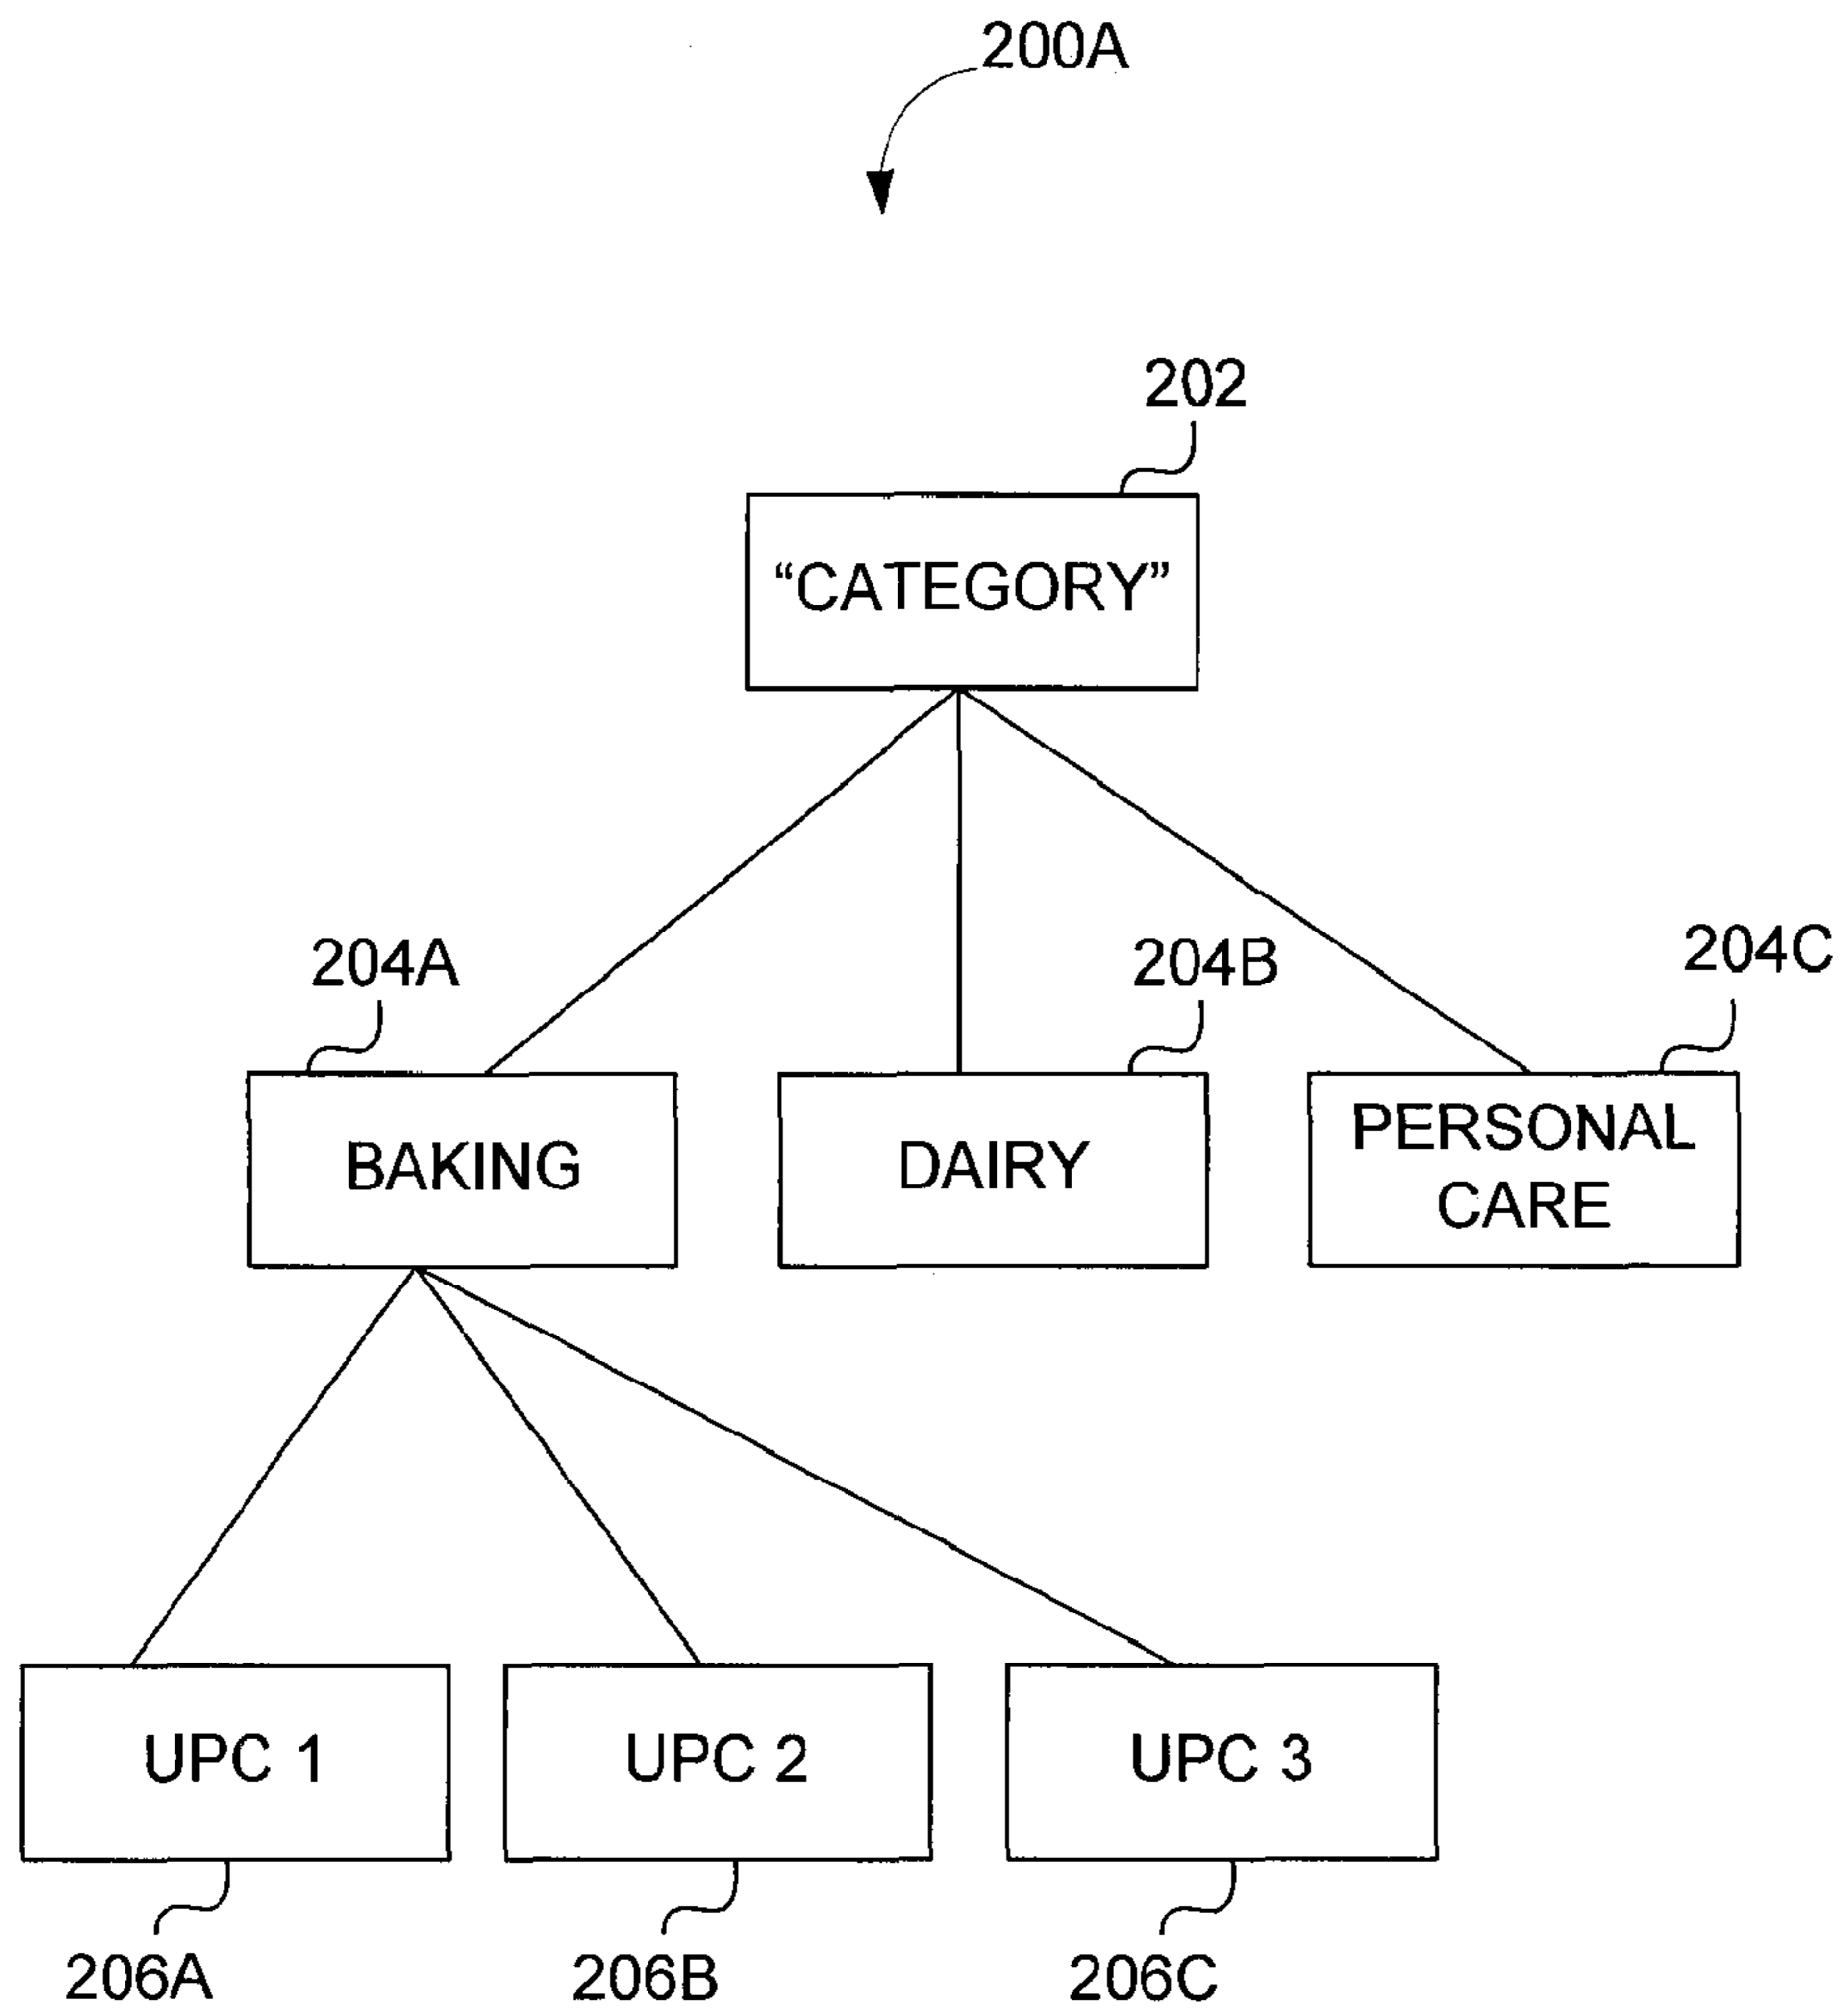 200A
202
“CATEGORY”
204A
204B
204C
BAKING
DAIRY
PERSONAL
CARE
UPC 1
UPC 2
UPC 3
206A
206B
206C